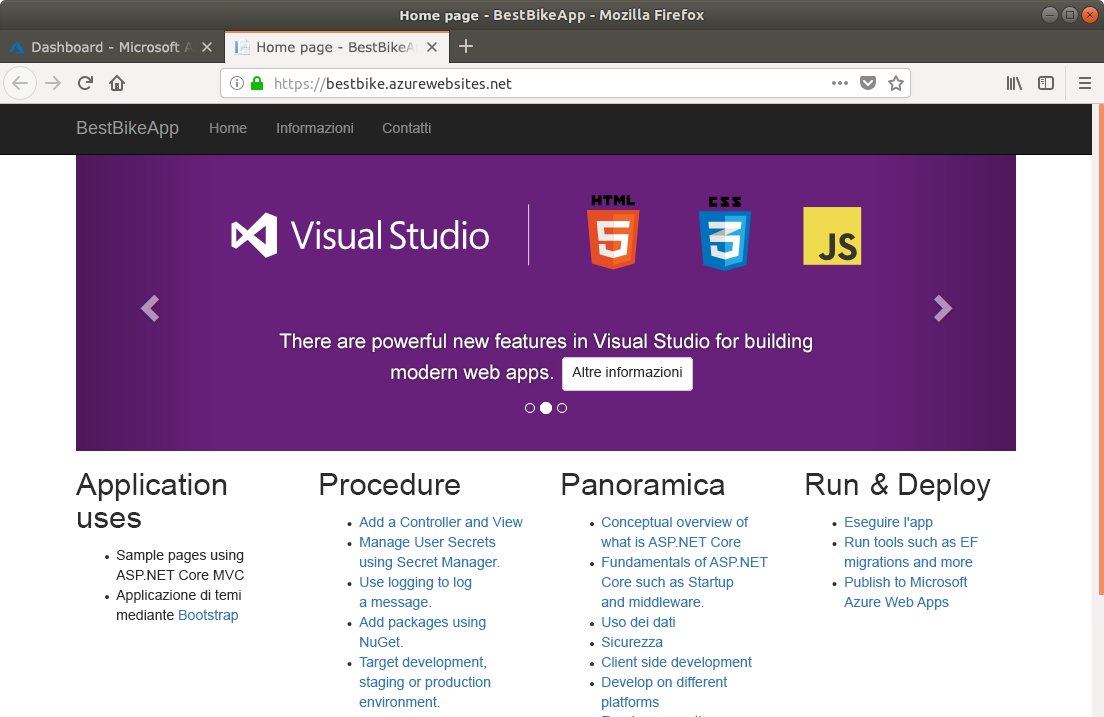 Home page - BestBikeApp - Mozilla Firefox
Dashboard - Microsoft A
Home page - BestBikeA
https://bestbike.azurewebsites.net
BestBikeApp Home Informazioni Contatti
Visual Studio
HTML
5
CSS
3
JS
There are powerful new features in Visual Studio for building
modern web apps. Altre informazioni
Application
uses
Sample pages using
ASP.NET Core MVC
Applicazione di temi
mediante Bootstrap
Procedure
Add a Controller and View
Manage User Secrets
using Secret Manager.
Use logging to log
a message.
Add packages using
NuGet.
Target development,
staging or production
environment.
Panoramica
Conceptual overview of
what is ASP.NET Core
Fundamentals of ASP.NET
Core such as Startup
and middleware.
Uso dei dati
Sicurezza
Client side development
Develop on different
platforms
Run & Deploy
Eseguire l'app
Run tools such as EF
migrations and more
Publish to Microsoft
Azure Web Apps